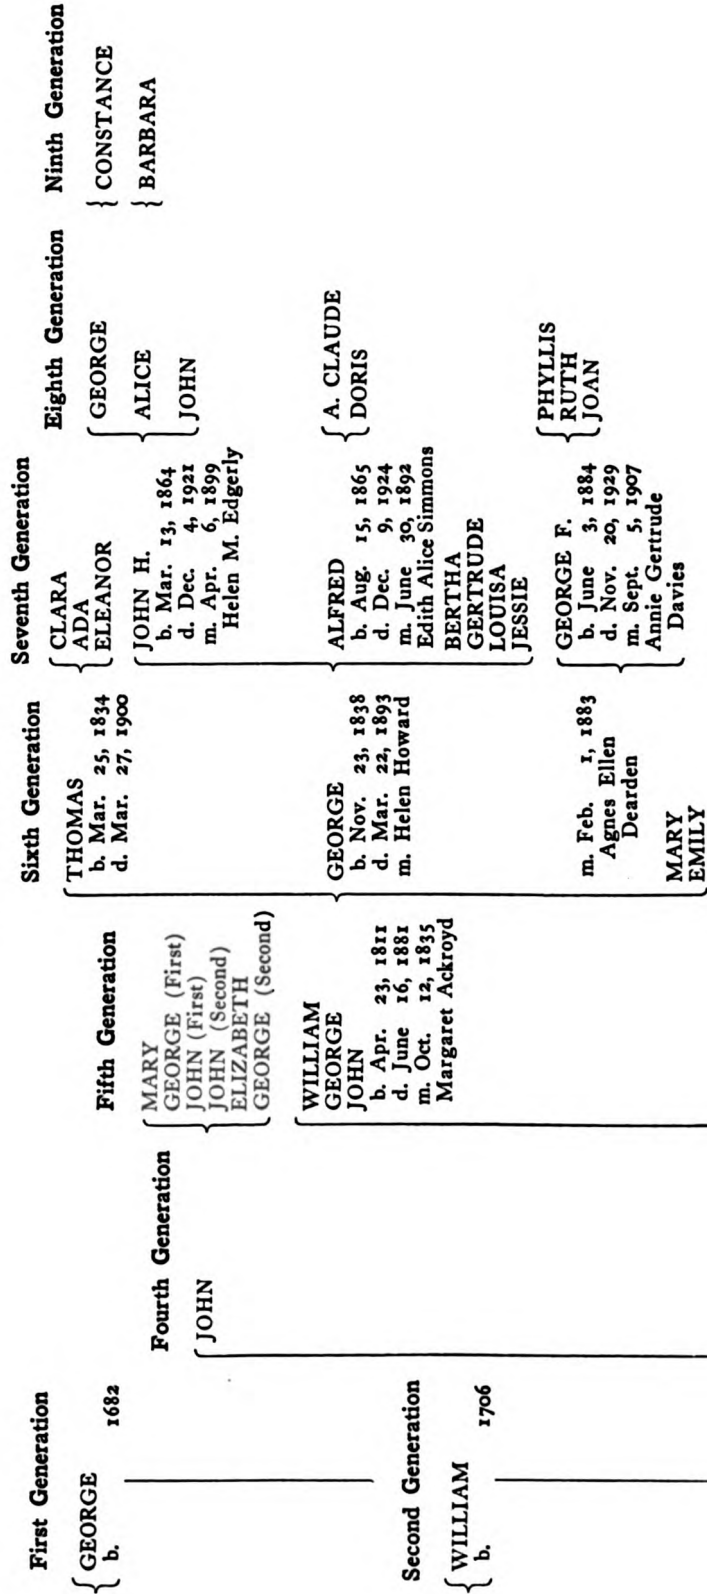 First Generation
GEORGE
b. 1682
Second Generation
WILLIAM
b. 1706
Fourth Generation
JOHN
Fifth Generation
MARY
GEORGE (First)
JOHN (First)
JOHN (Second)
ELIZABETH
GEORGE (Second)
WILLIAM
GEORGE
JOHN
b. Apr. 23, 1811
d. June 16, 1881
m. Oct. 12, 1835
Margaret Ackroyd
Sixth Generation
THOMAS
b. Mar. 25, 1834
d. Mar. 27, 1900
GEORGE
b. Nov. 23, 1838
d. Mar. 22, 1893
m. Helen Howard
m. Feb. 1, 1883
Agnes Ellen
Dearden
MARY
EMILY
Seventh Generation
CLARA
ADA
ELEANOR
JOHN H.
b. Mar. 13, 1864
d. Dec. 4, 1921
m. Apr. 6, 1899
Helen M. Edgerly
ALFRED
b. Aug. 15, 1865
d. Dec. 9, 1924
m. June 30, 1892
Edith Alice Simmons
BERTHA
GERTRUDE
LOUISA
JESSIE
GEORGE F.
b. June 3, 1884
d. Nov. 20, 1929
m. Sept. 5, 1907
Annie Gertrude
Davies
Eighth Generation
GEORGE
ALICE
JOHN
A. CLAUDE
DORIS
PHYLLIS
RUTH
JOAN
Ninth Generation
CONSTANCE
BARBARA